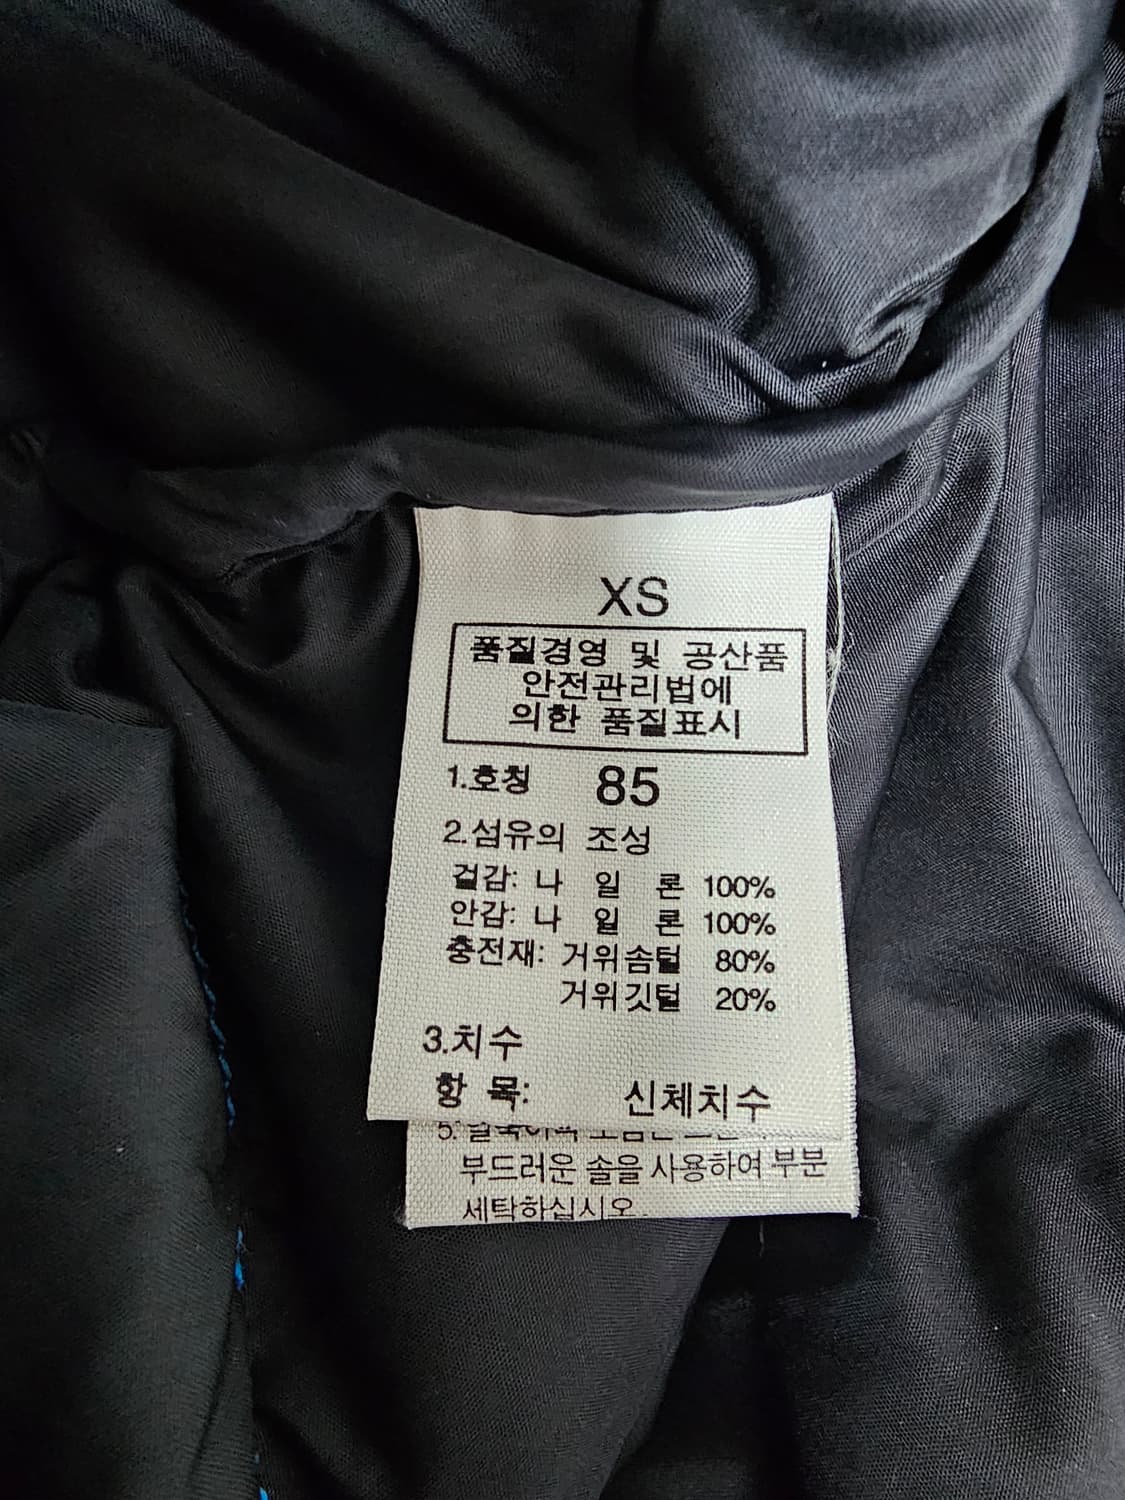 XS
품질경영 및 공산품
안전관리법에
의한 품질표시
1.호칭 85
2.섬유의 조성
겉감: 나 일 론 100%
안감: 나 일 론 100%
충전재: 거위솜털 80%
거위깃털 20%
3.치수
항 목: 신체치수
5.
부드러운 솔을 사용하여 부분
세탁하십시오.